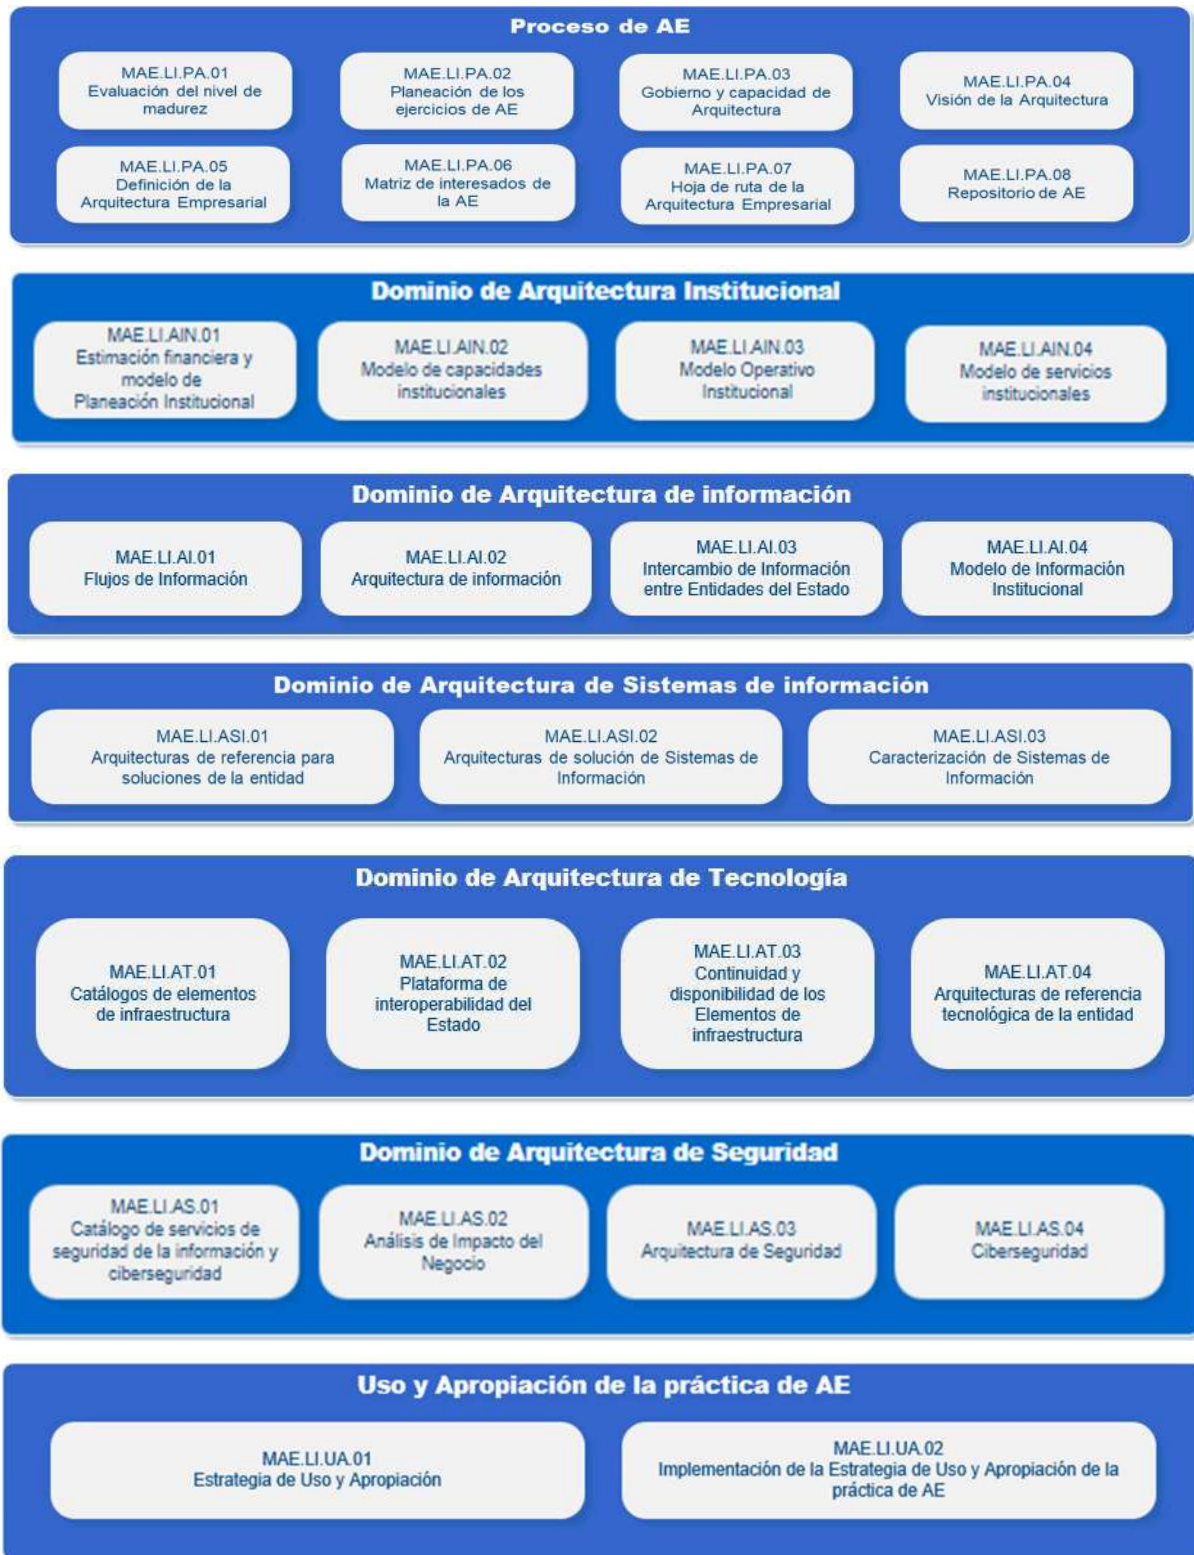 Proceso de AE
MAE.LI.PA.01
Evaluación del nivel de
madurez
MAE.LI.PA.02
Planeación de los
ejercicios de AE
MAE.LI.PA.03
Gobierno y capacidad de
Arquitectura
MAE.LI.PA.04
Visión de la Arquitectura
MAE.LI.PA.05
Definición de la
Arquitectura Empresarial
MAE.LI.PA.06
Matriz de interesados de
la AE
MAE.LI.PA.07
Hoja de ruta de la
Arquitectura Empresarial
MAE.LI.PA.08
Repositorio de AE
Dominio de Arquitectura Institucional
MAE.LI.AIN.01
Estimación financiera y
modelo de
Planeación Institucional
MAE.LI.AIN.02
Modelo de capacidades
institucionales
MAE.LI.AIN.03
Modelo Operativo
Institucional
MAE.LI.AIN.04
Modelo de servicios
institucionales
Dominio de Arquitectura de información
MAE.LI.AI.01
Flujos de Información
MAE.LI.AI.02
Arquitectura de información
MAE.LI.AI.03
Intercambio de Información
entre Entidades del Estado
MAE.LI.AI.04
Modelo de Información
Institucional
Dominio de Arquitectura de Sistemas de información
MAE.LI.ASI.01
Arquitecturas de referencia para
soluciones de la entidad
MAE.LI.ASI.02
Arquitecturas de solución de Sistemas de
Información
MAE.LI.ASI.03
Caracterización de Sistemas de
Información
Dominio de Arquitectura de Tecnología
MAE.LI.AT.01
Catálogos de elementos
de infraestructura
MAE.LI.AT.02
Plataforma de
interoperabilidad del
Estado
MAE.LI.AT.03
Continuidad y
disponibilidad de los
Elementos de
infraestructura
MAE.LI.AT.04
Arquitecturas de referencia
tecnológica de la entidad
Dominio de Arquitectura de Seguridad
MAE.LI.AS.01
Catálogo de servicios de
seguridad de la información y
ciberseguridad
MAE.LI.AS.02
Análisis de Impacto del
Negocio
MAE.LI.AS.03
Arquitectura de Seguridad
MAE.LI.AS.04
Ciberseguridad
Uso y Apropiación de la práctica de AE
MAE.LI.UA.01
Estrategia de Uso y Apropiación
MAE.LI.UA.02
Implementación de la Estrategia de Uso y Apropiación de la
práctica de AE